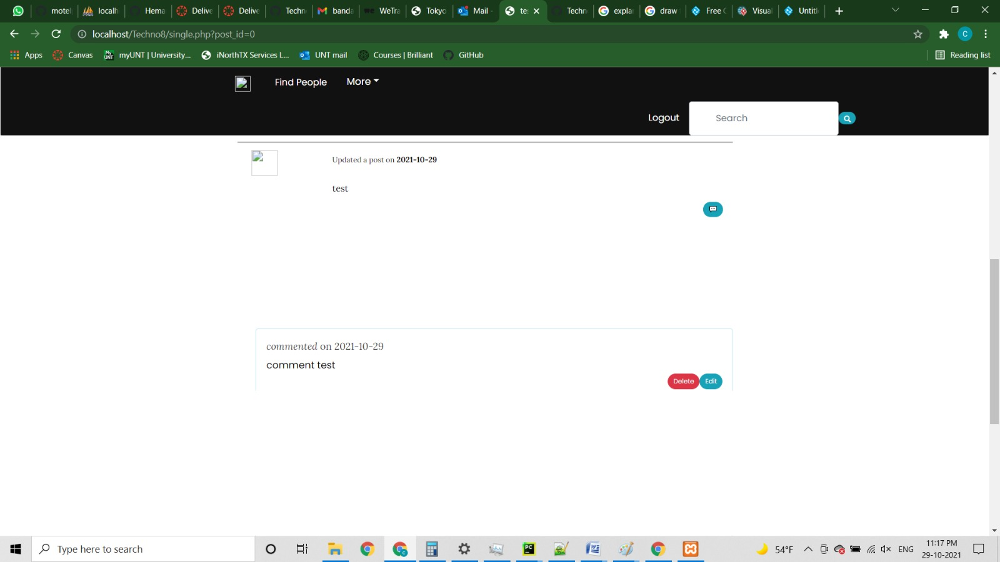 motel localh Hema Delive Delive Techn banda WeTra Tokyo Mail - te Techn explar draw Free C Visual Untitl
localhost/Techno8/single.php?post_id=0
Apps Canvas myUNT | University... iNorthTX Services L... UNT mail Courses | Brilliant GitHub Reading list
Find People More
Logout Search
Updated a post on 2021-10-29
test
commented on 2021-10-29
comment test
Delete Edit
Type here to search 54°F ENG 11:17 PM
29-10-2021